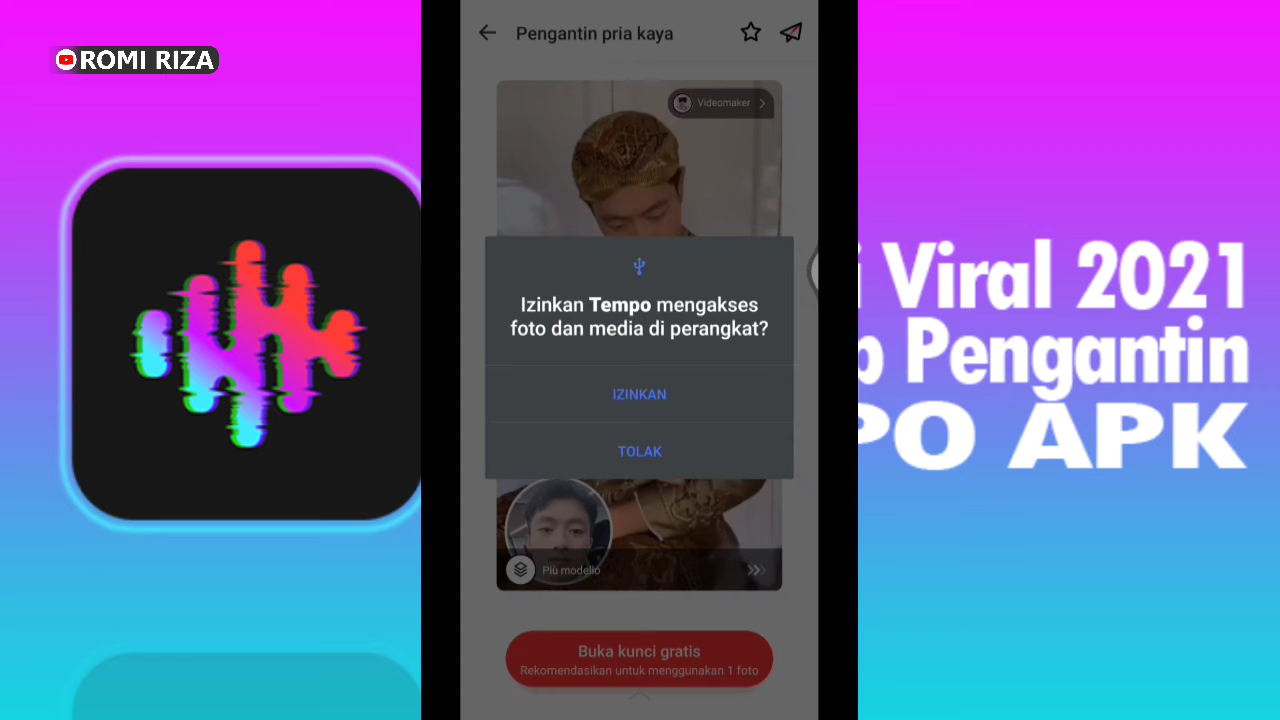 ROMI RIZA
Pengantin pria kaya
Videomaker
Izinkan Tempo mengakses
foto dan media di perangkat?
IZINKAN
TOLAK
Più modello
Buka kunci gratis
Rekomendasikan untuk menggunakan 1 foto
i Viral 2021
Pengantin
PO APK